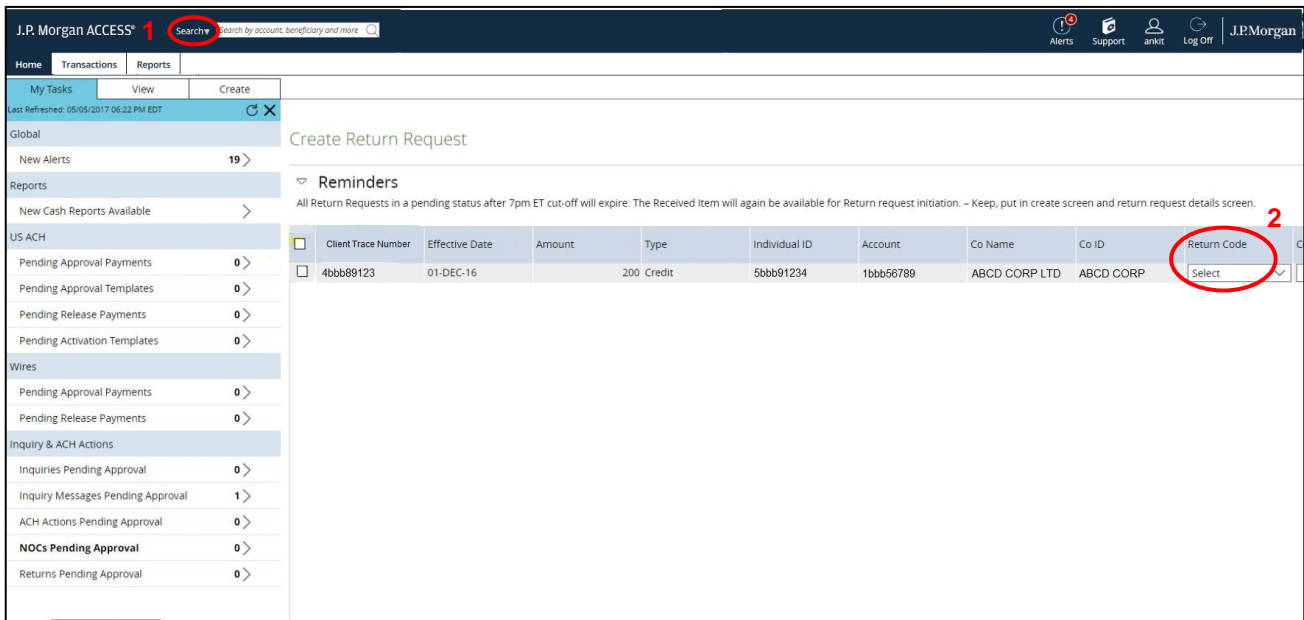 J.P. Morgan ACCESS® 1 Search▾ Search by account, beneficiary and more 4 Alerts Support ankit Log Off J.P.Morgan
Home Transactions Reports
My Tasks View Create
Last Refreshed: 05/05/2017 06:22 PM EDT
Global
New Alerts 19
Reports
New Cash Reports Available
US ACH
Pending Approval Payments 0
Pending Approval Templates 0
Pending Release Payments 0
Pending Activation Templates 0
Wires
Pending Approval Payments 0
Pending Release Payments 0
Inquiry & ACH Actions
Inquiries Pending Approval 0
Inquiry Messages Pending Approval 1
ACH Actions Pending Approval 0
NOCs Pending Approval 0
Returns Pending Approval 0
Create Return Request
Reminders
All Return Requests in a pending status after 7pm ET cut-off will expire. The Received Item will again be available for Return request initiation. – Keep, put in create screen and return request details screen.
2
Client Trace Number Effective Date Amount Type Individual ID Account Co Name Co ID Return Code C
4bbb89123 01-DEC-16 200 Credit 5bbb91234 1bbb56789 ABCD CORP LTD ABCD CORP Select